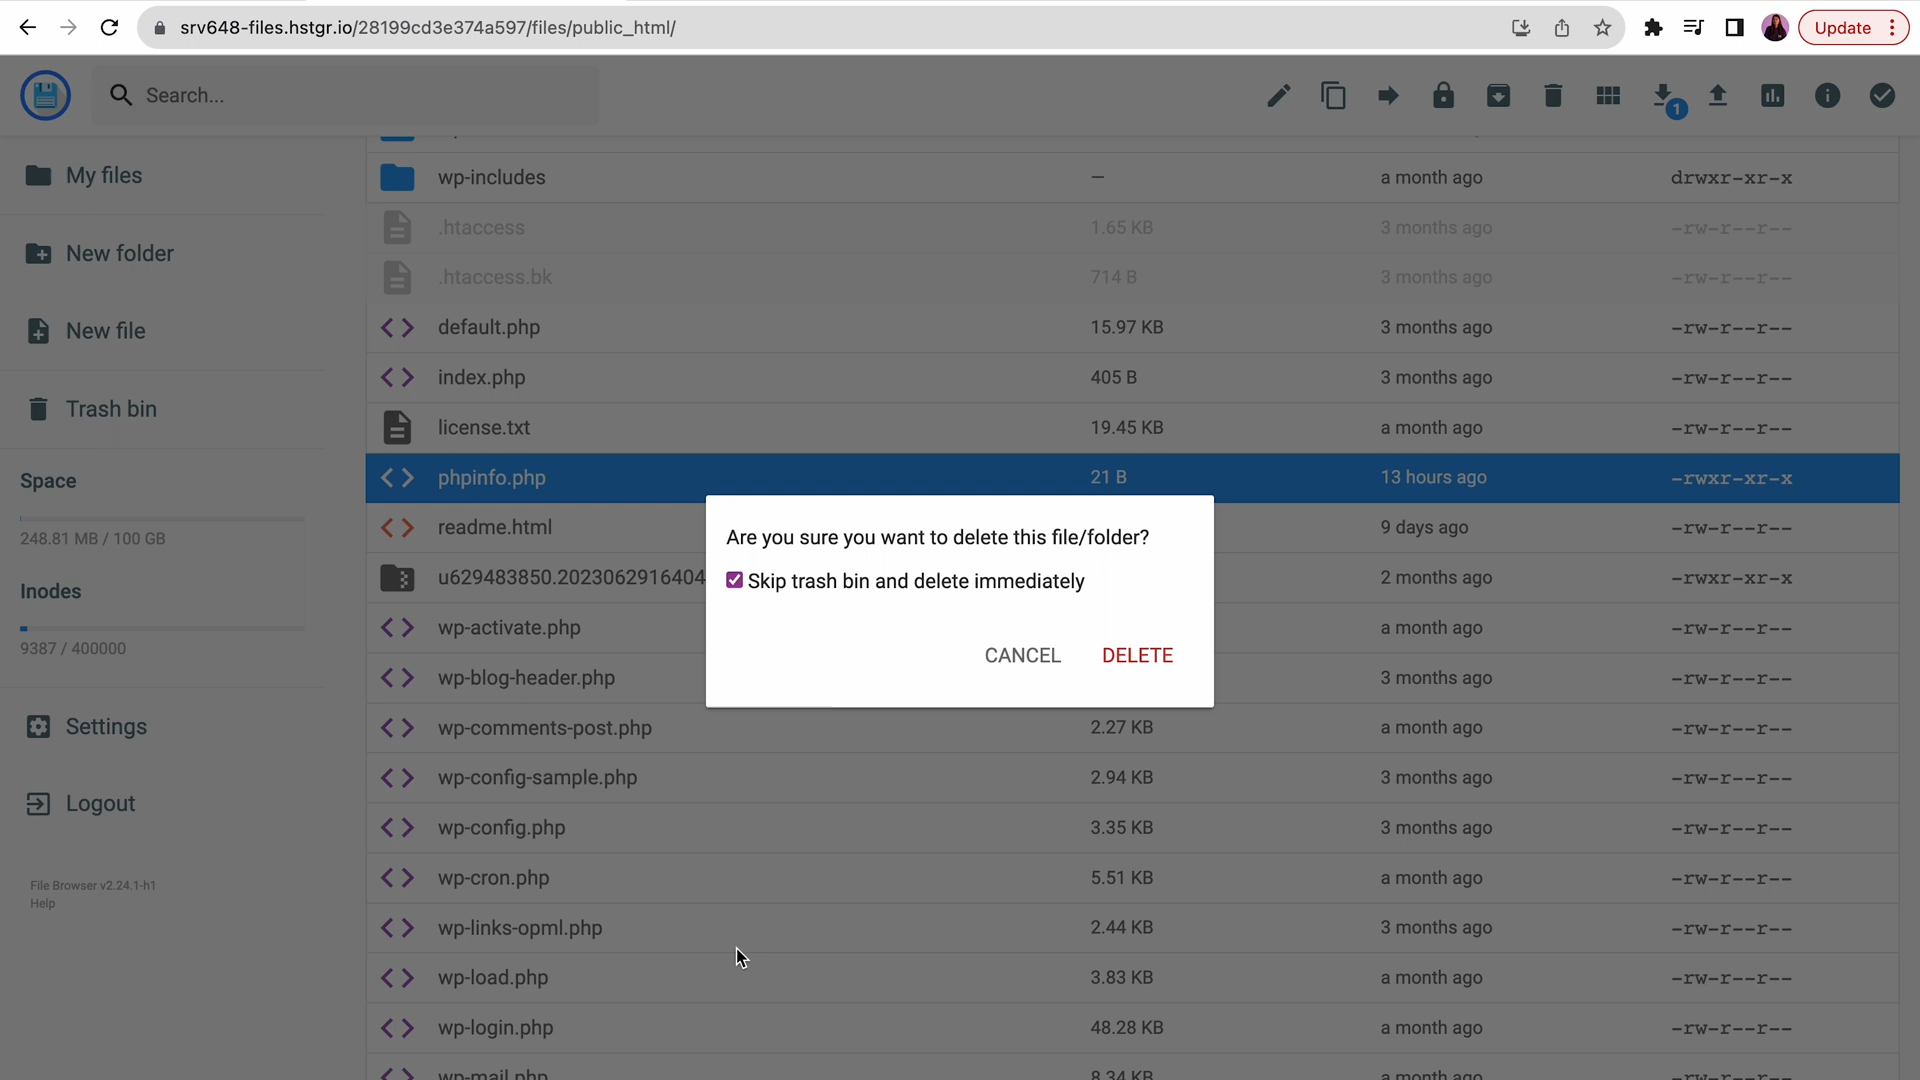 srv648-files.hstgr.io/28199cd3e374a597/files/public_html/
Update
Search...
1
My files
New folder
New file
Trash bin
Space
248.81 MB / 100 GB
Inodes
9387 / 400000
Settings
Logout
File Browser v2.24.1-h1
Help
wp-includes — a month ago drwxr-xr-x
.htaccess 1.65 KB 3 months ago -rw-r--r--
.htaccess.bk 714 B 3 months ago -rw-r--r--
default.php 15.97 KB 3 months ago -rw-r--r--
index.php 405 B 3 months ago -rw-r--r--
license.txt 19.45 KB a month ago -rw-r--r--
phpinfo.php 21 B 13 hours ago -rwxr-xr-x
readme.html 9 days ago -rw-r--r--
u629483850.2023062916404 2 months ago -rwxr-xr-x
wp-activate.php a month ago -rw-r--r--
wp-blog-header.php 3 months ago -rw-r--r--
wp-comments-post.php 2.27 KB a month ago -rw-r--r--
wp-config-sample.php 2.94 KB 3 months ago -rw-r--r--
wp-config.php 3.35 KB 3 months ago -rw-r--r--
wp-cron.php 5.51 KB a month ago -rw-r--r--
wp-links-opml.php 2.44 KB 3 months ago -rw-r--r--
wp-load.php 3.83 KB a month ago -rw-r--r--
wp-login.php 48.28 KB a month ago -rw-r--r--
wp-mail.php 8.34 KB a month ago -rw-r--r--
Are you sure you want to delete this file/folder?
Skip trash bin and delete immediately
CANCEL DELETE